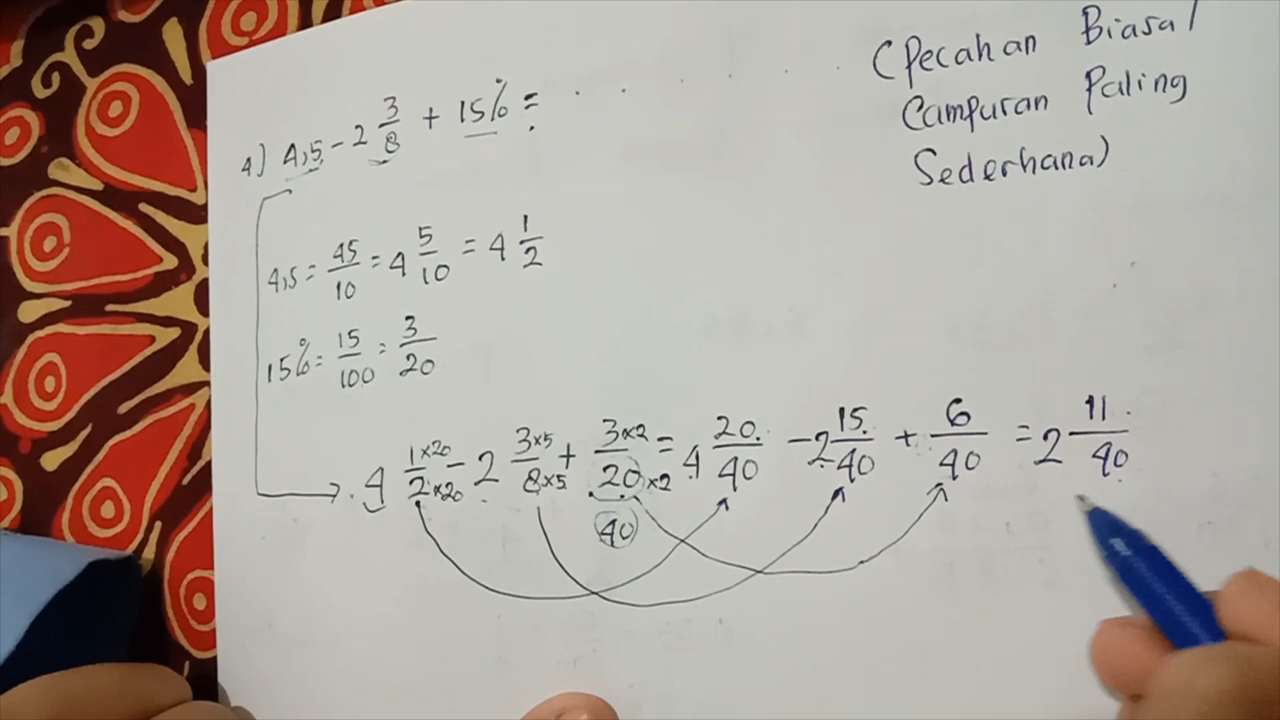 (Pecahan Biasa /
Campuran Paling
Sederhana)
4) 4,5 - 2 3/8 + 15% = . . . . . .
4,5 = 45/10 = 4 5/10 = 4 1/2
15% = 15/100 = 3/20
4 1×20/2×20 - 2 3×5/8×5 + 3×2/20×2 = 4 20/40 - 2 15/40 + 6/40 = 2 11/40
40